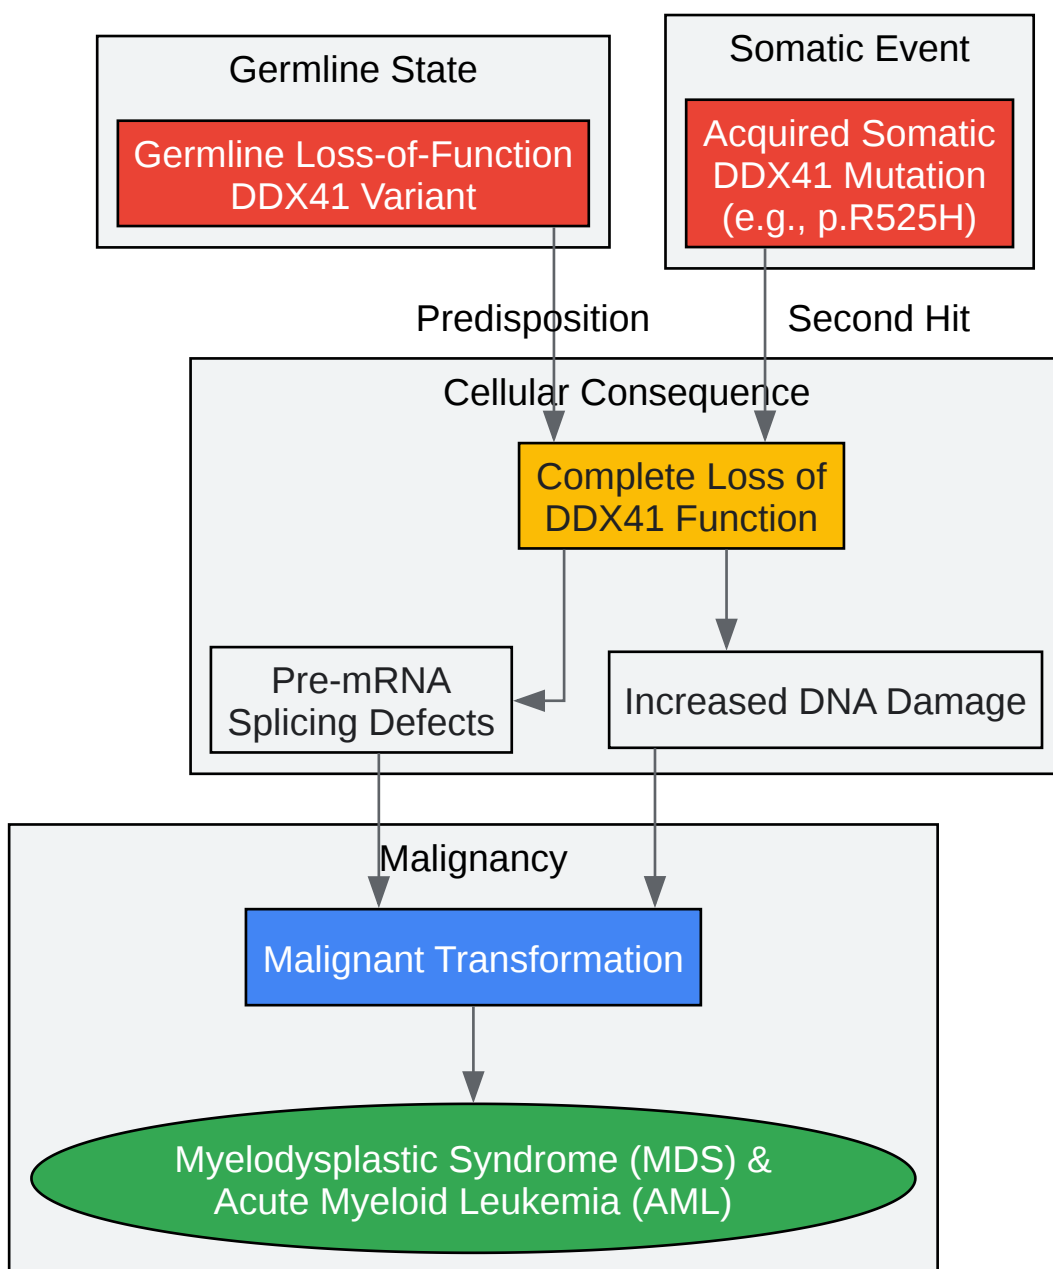 Germline State
Germline Loss-of-Function
DDX41 Variant
Somatic Event
Acquired Somatic
DDX41 Mutation
(e.g., p.R525H)
Predisposition
Second Hit
Cellular Consequence
Complete Loss of
DDX41 Function
Pre-mRNA
Splicing Defects
Increased DNA Damage
Malignancy
Malignant Transformation
Myelodysplastic Syndrome (MDS) &
Acute Myeloid Leukemia (AML)